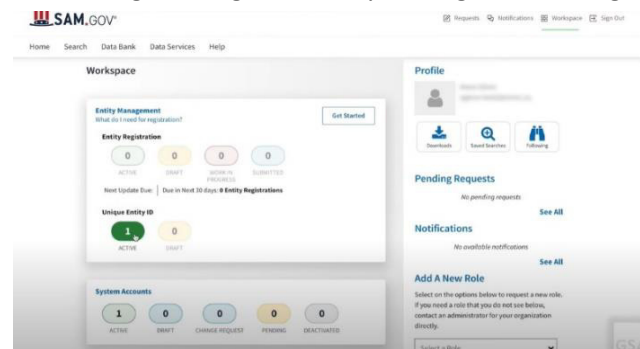 SAM.GOV
Requests Notifications Workspace Sign Out
Home Search Data Bank Data Services Help
Workspace
Entity Management
What do I need for registration?
Get Started
Entity Registration
0 0 0 0
ACTIVE DRAFT WORK IN PROGRESS SUBMITTED
Next Update Due: Due in Next 30 days: 0 Entity Registrations
Unique Entity ID
1 0
ACTIVE DRAFT
System Accounts
1 0 0 0 0
ACTIVE DRAFT CHANGE REQUEST PENDING DEACTIVATED
Profile
Downloads Saved Searches Following
Pending Requests
No pending requests
See All
Notifications
No available notifications
See All
Add A New Role
Select on the options below to request a new role.
If you need a role that you do not see below,
contact an administrator for your organization
directly.
Select a Role
GS